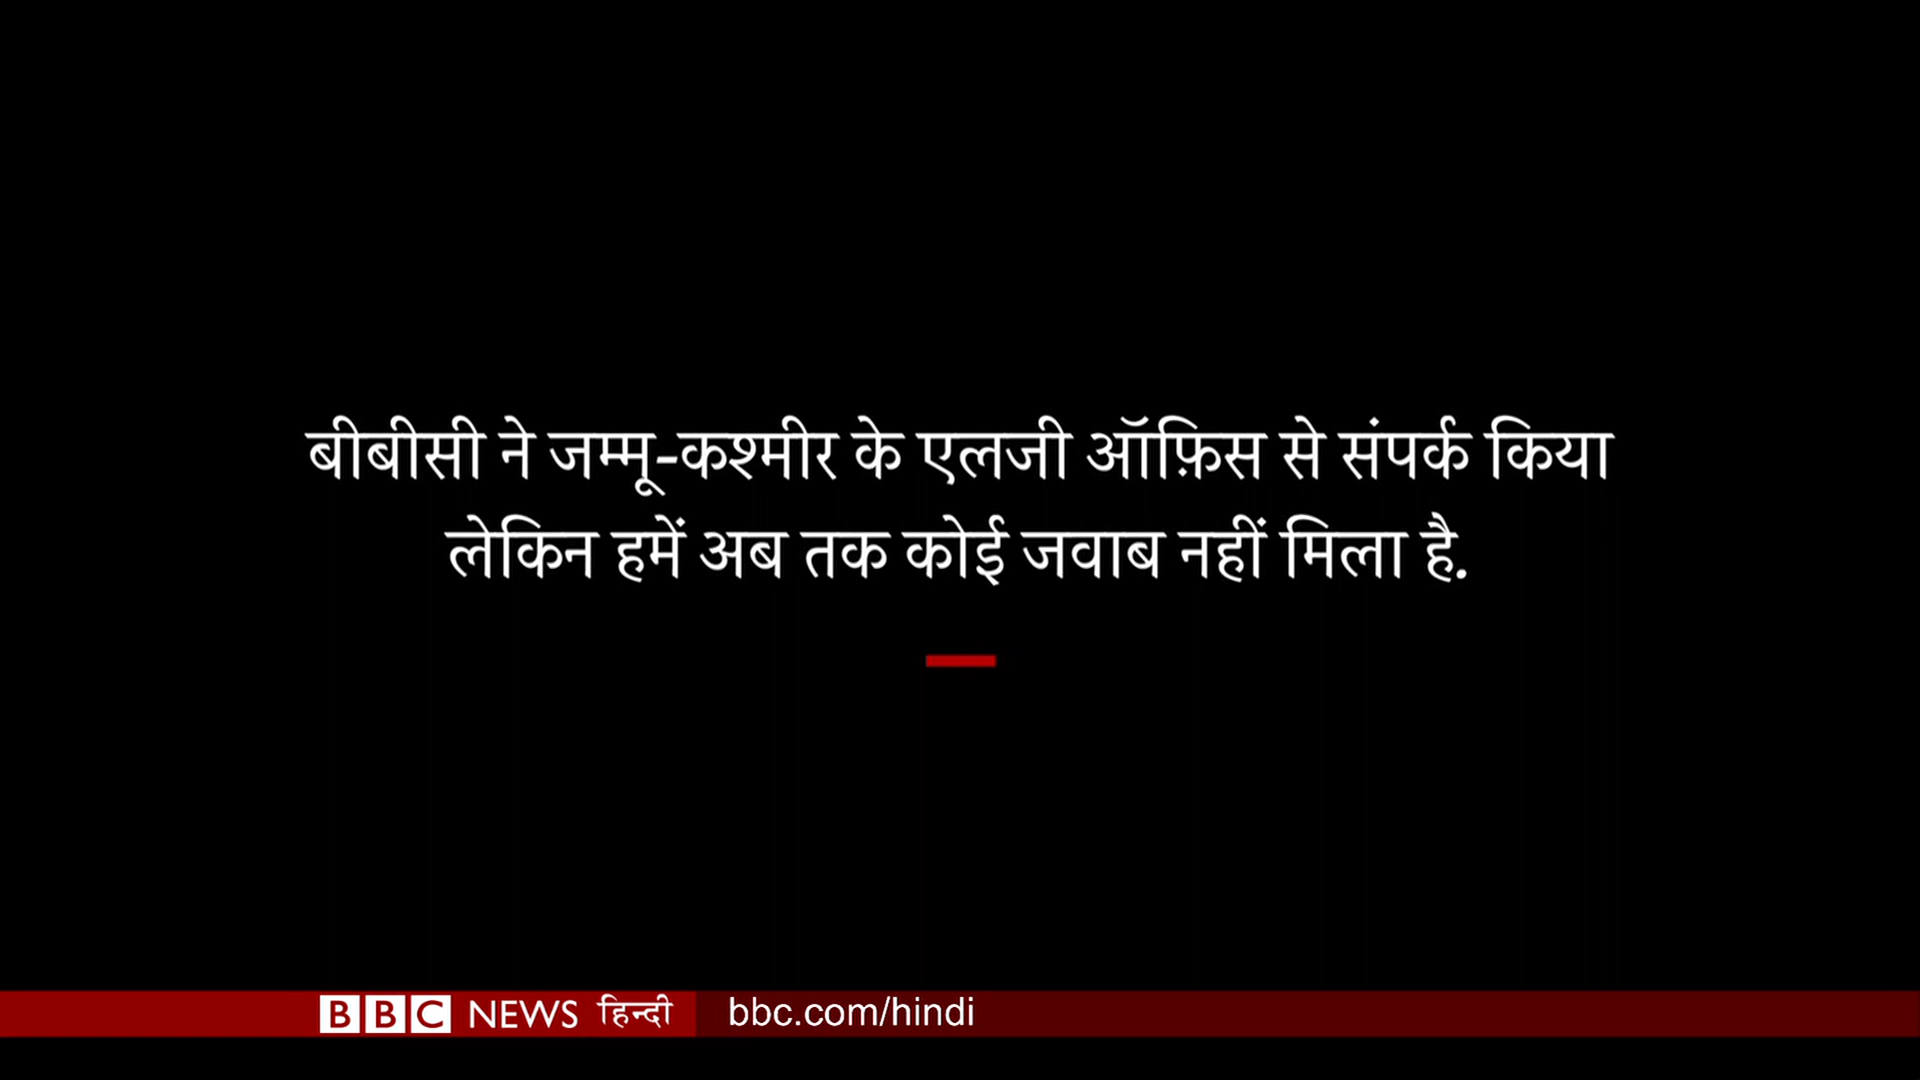 बीबीसी ने जम्मू-कश्मीर के एलजी ऑफ़िस से संपर्क किया
लेकिन हमें अब तक कोई जवाब नहीं मिला है.
BBC NEWS हिन्दी bbc.com/hindi